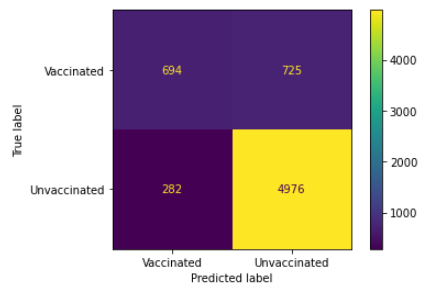 Vaccinated
694
725
Unvaccinated
282
4976
Vaccinated
Unvaccinated
Predicted label
True label
4000
3000
2000
1000